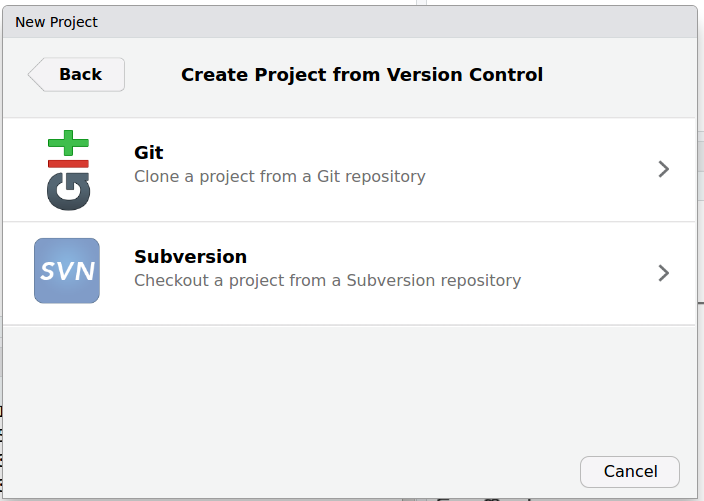 New Project
Back
Create Project from Version Control
GIT
Git
Clone a project from a Git repository
SVN
Subversion
Checkout a project from a Subversion repository
Cancel